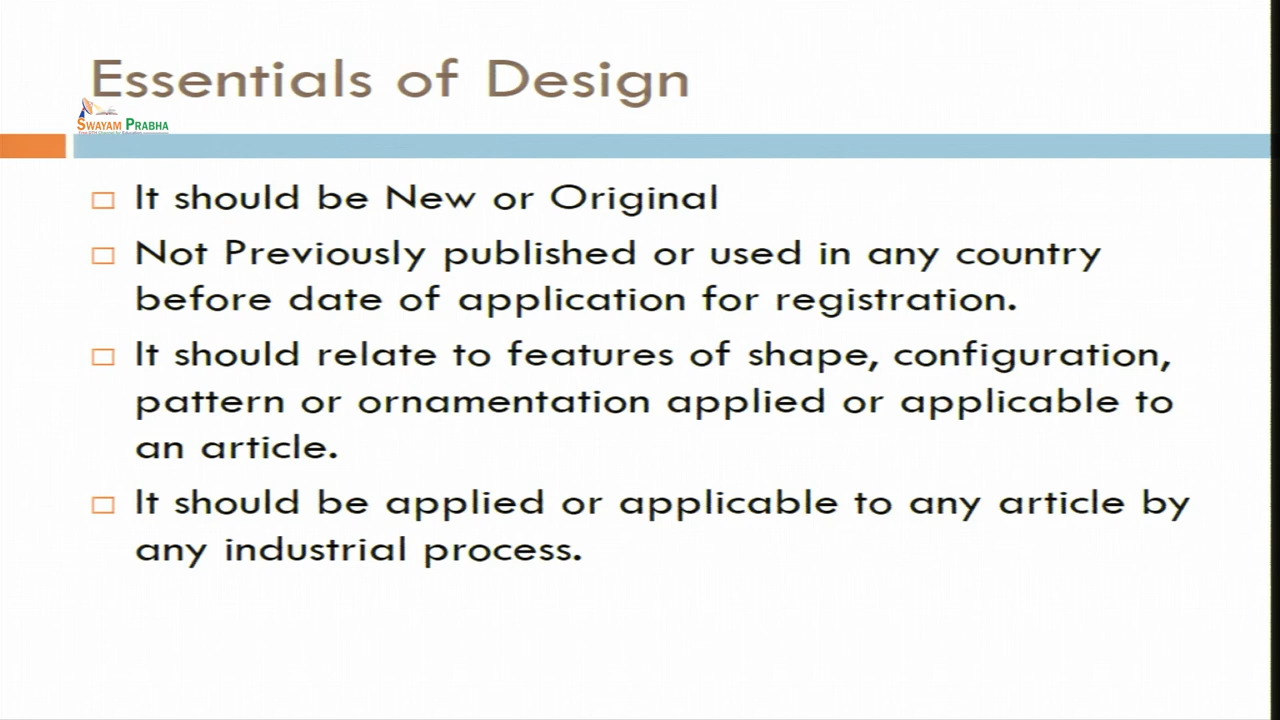 Essentials of Design
SWAYAM PRABHA
It should be New or Original
Not Previously published or used in any country
before date of application for registration.
It should relate to features of shape, configuration,
pattern or ornamentation applied or applicable to
an article.
It should be applied or applicable to any article by
any industrial process.